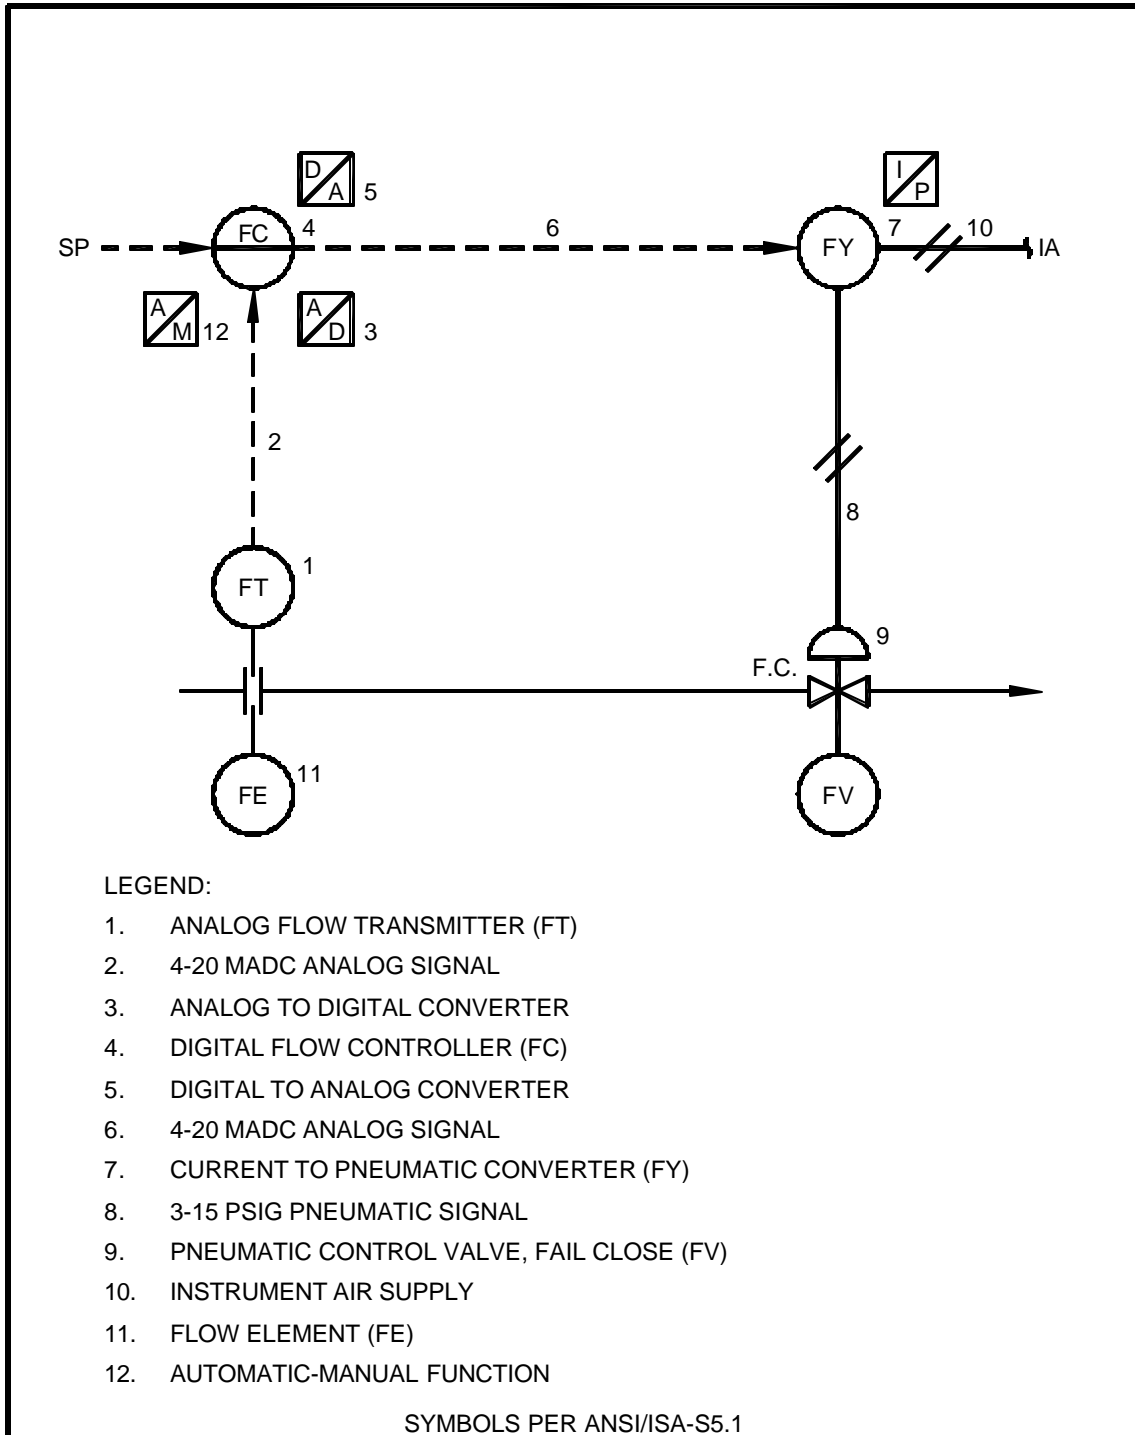 D
A 5
I
P
FC 4
6
7 10
SP
FY
IA
A
M 12
A
D 3
2
8
FT 1
9
F.C.
11
FE
FV
LEGEND:
1. ANALOG FLOW TRANSMITTER (FT)
2. 4-20 MADC ANALOG SIGNAL
3. ANALOG TO DIGITAL CONVERTER
4. DIGITAL FLOW CONTROLLER (FC)
5. DIGITAL TO ANALOG CONVERTER
6. 4-20 MADC ANALOG SIGNAL
7. CURRENT TO PNEUMATIC CONVERTER (FY)
8. 3-15 PSIG PNEUMATIC SIGNAL
9. PNEUMATIC CONTROL VALVE, FAIL CLOSE (FV)
10. INSTRUMENT AIR SUPPLY
11. FLOW ELEMENT (FE)
12. AUTOMATIC-MANUAL FUNCTION
SYMBOLS PER ANSI/ISA-S5.1